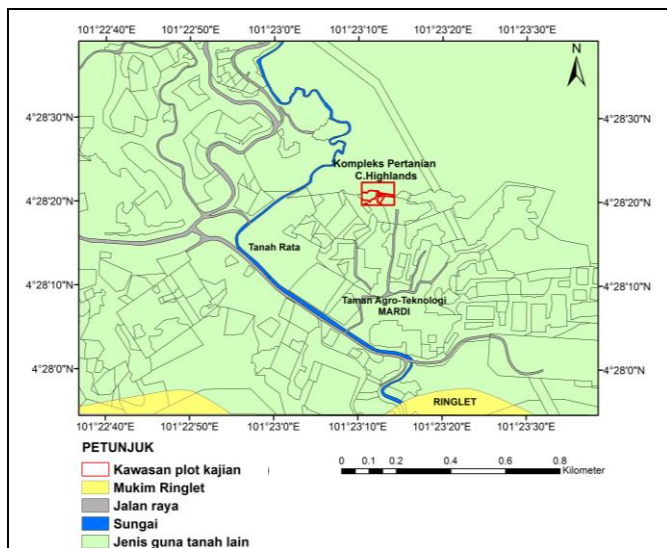 101°22'40"E 101°22'50"E 101°23'0"E 101°23'10"E 101°23'20"E 101°23'30"E
N
4°28'30"N 4°28'30"N
Kompleks Pertanian
C.Highlands
4°28'20"N 4°28'20"N
Tanah Rata
4°28'10"N 4°28'10"N
Taman Agro-Teknologi
MARDI
4°28'0"N 4°28'0"N
RINGLET
101°22'40"E 101°22'50"E 101°23'0"E 101°23'10"E 101°23'20"E 101°23'30"E
PETUNJUK
Kawasan plot kajian
Mukim Ringlet
Jalan raya
Sungai
Jenis guna tanah lain
0 0.1 0.2 0.4 0.6 0.8
Kilometer